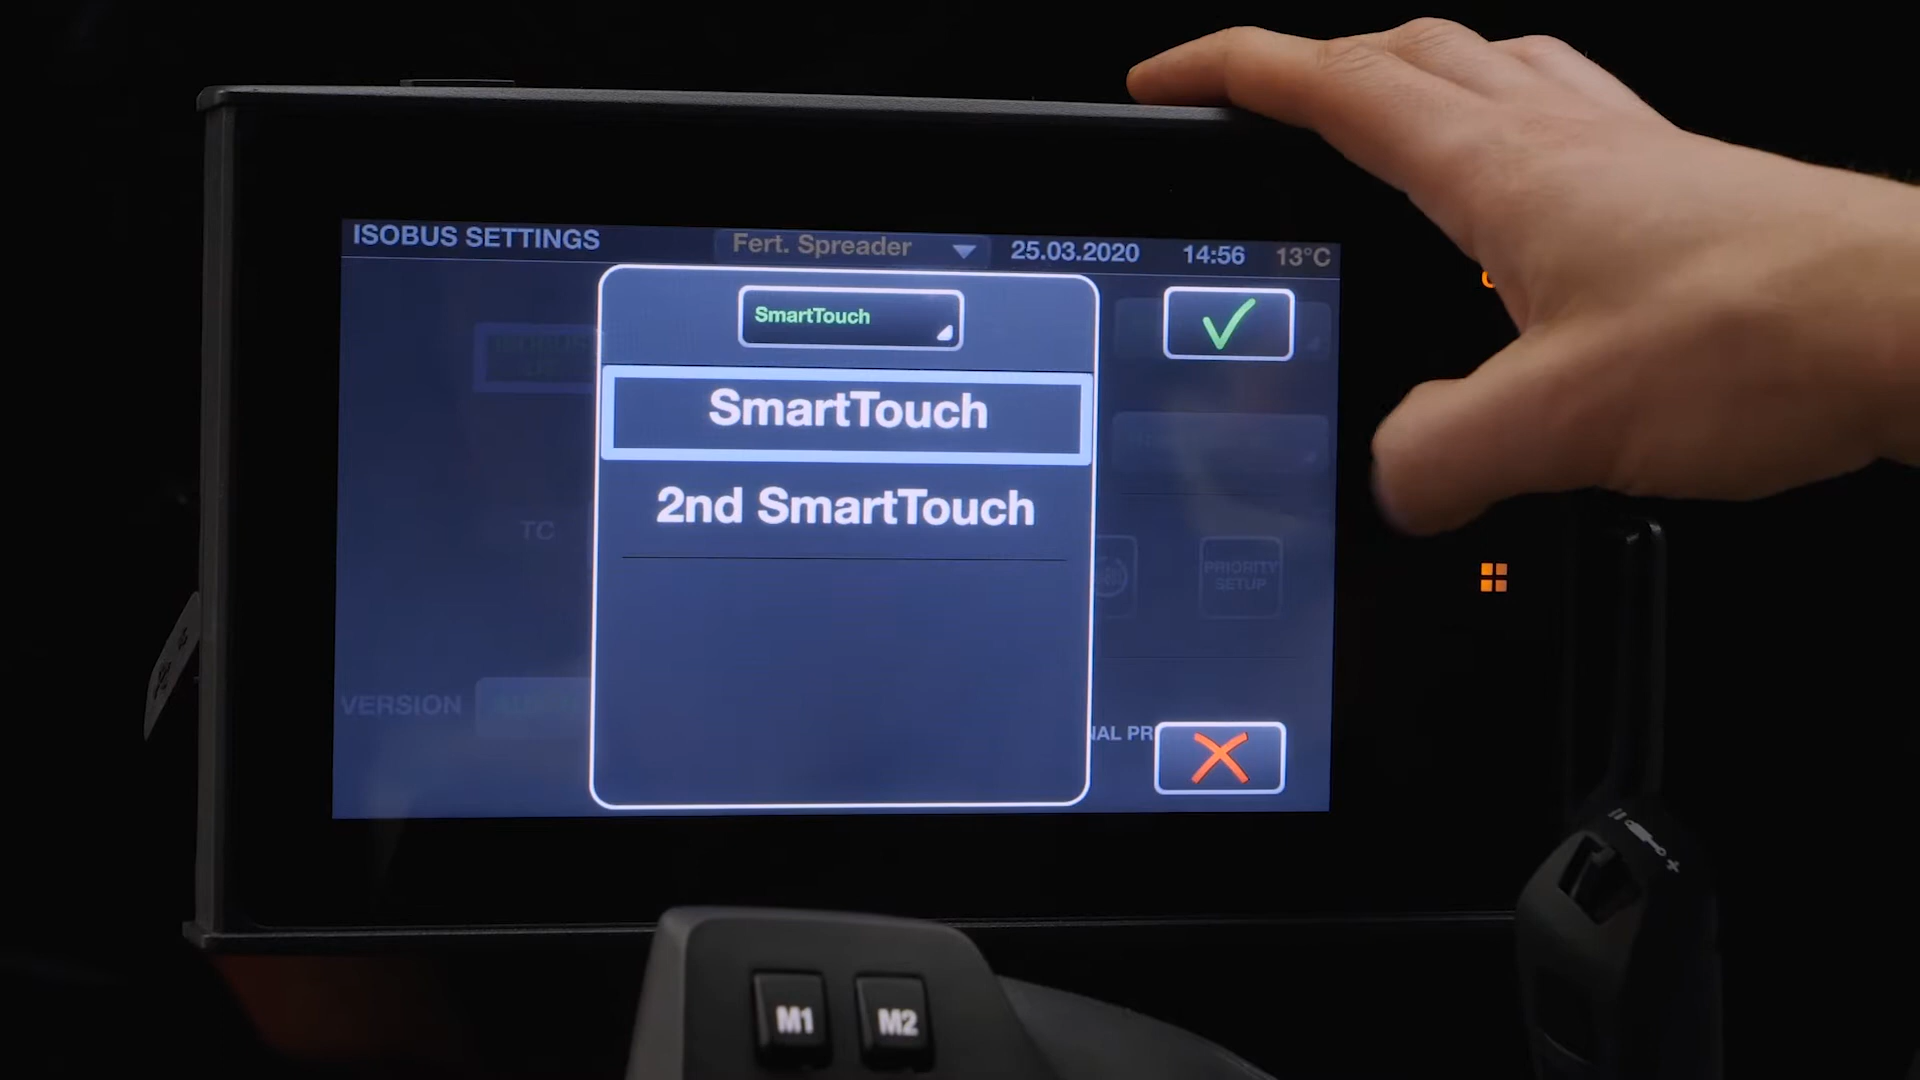 ISOBUS SETTINGS
Fert. Spreader
25.03.2020
14:56
13°C
SmartTouch
SmartTouch
2nd SmartTouch
TC
PRIORITY
SETUP
VERSION
M1
M2